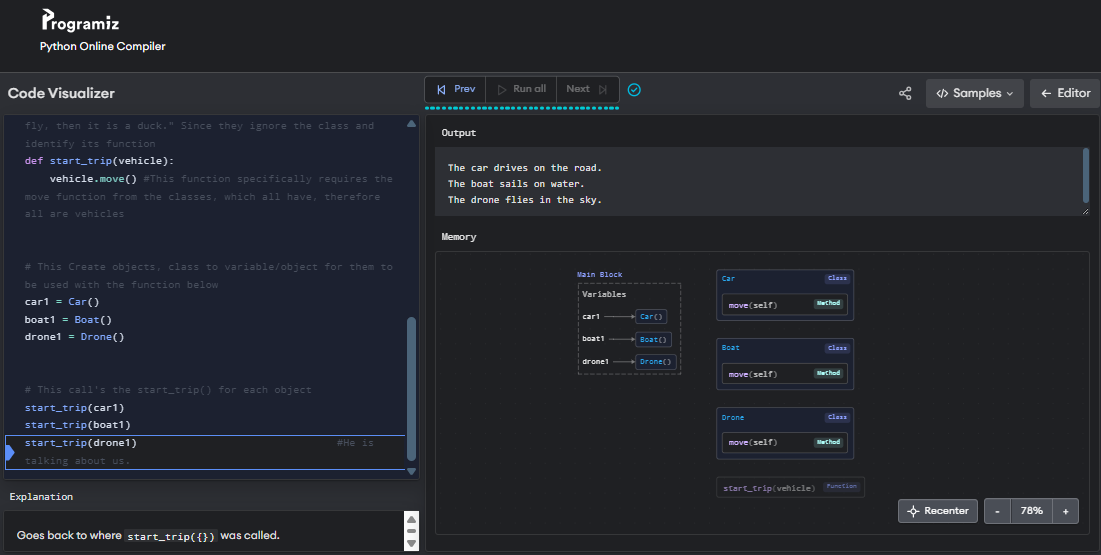 Programiz
Python Online Compiler
Code Visualizer
Prev
Run all
Next
Samples
Editor
fly, then it is a duck." Since they ignore the class and
identify its function
def start_trip(vehicle):
    vehicle.move() #This function specifically requires the
move function from the classes, which all have, therefore
all are vehicles
# This Create objects, class to variable/object for them to
be used with the function below
car1 = Car()
boat1 = Boat()
drone1 = Drone()
# This call's the start_trip() for each object
start_trip(car1)
start_trip(boat1)
start_trip(drone1) #He is
talking about us.
Explanation
Goes back to where start_trip({}) was called.
Output
The car drives on the road.
The boat sails on water.
The drone flies in the sky.
Memory
Main Block
Variables
car1 Car()
boat1 Boat()
drone1 Drone()
Car Class
move(self) Method
Boat Class
move(self) Method
Drone Class
move(self) Method
start_trip(vehicle) Function
Recenter
- 78% +